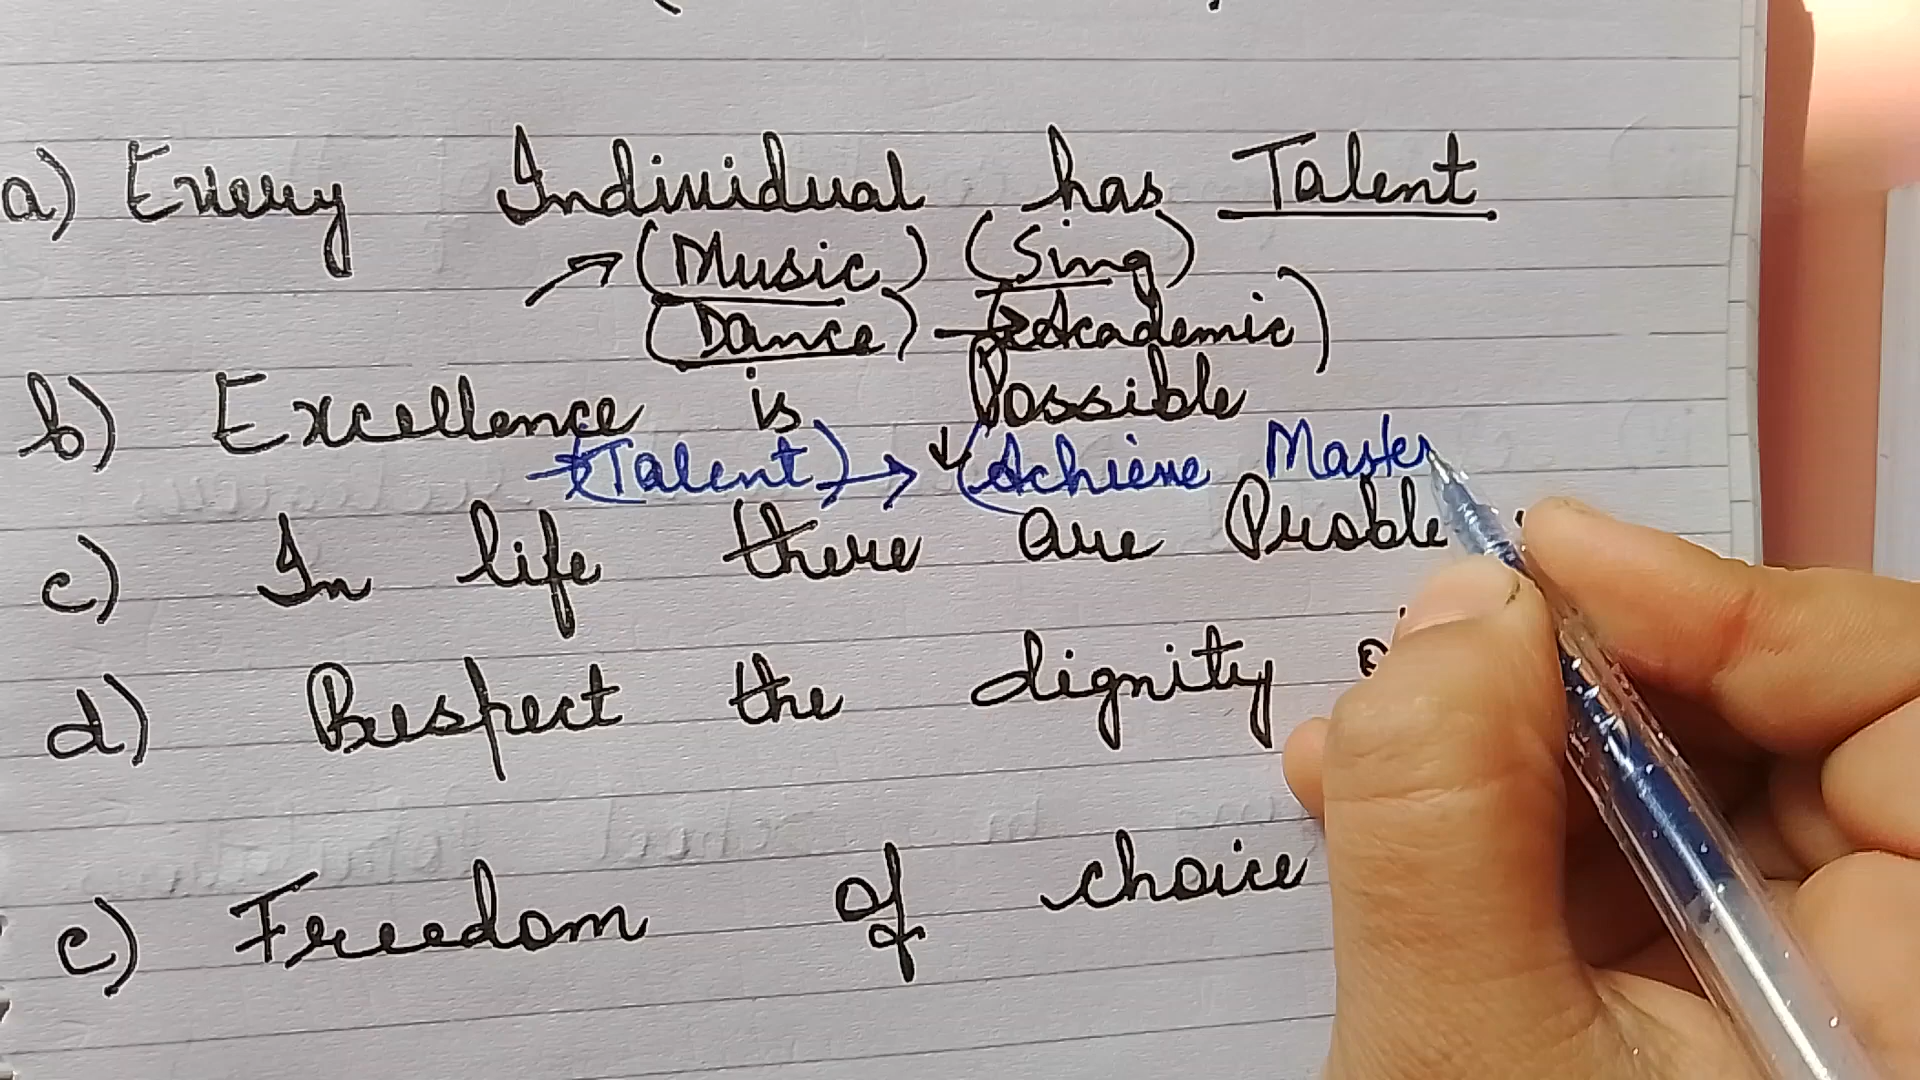 a) Every Individual has Talent
→ (Music) (Sing)
(Dance) → (Academic)
b) Excellence is Possible
→ (Talent) → ↓ (Achieve Master
c) In life there are Proble
d) Respect the dignity
e) Freedom of choice